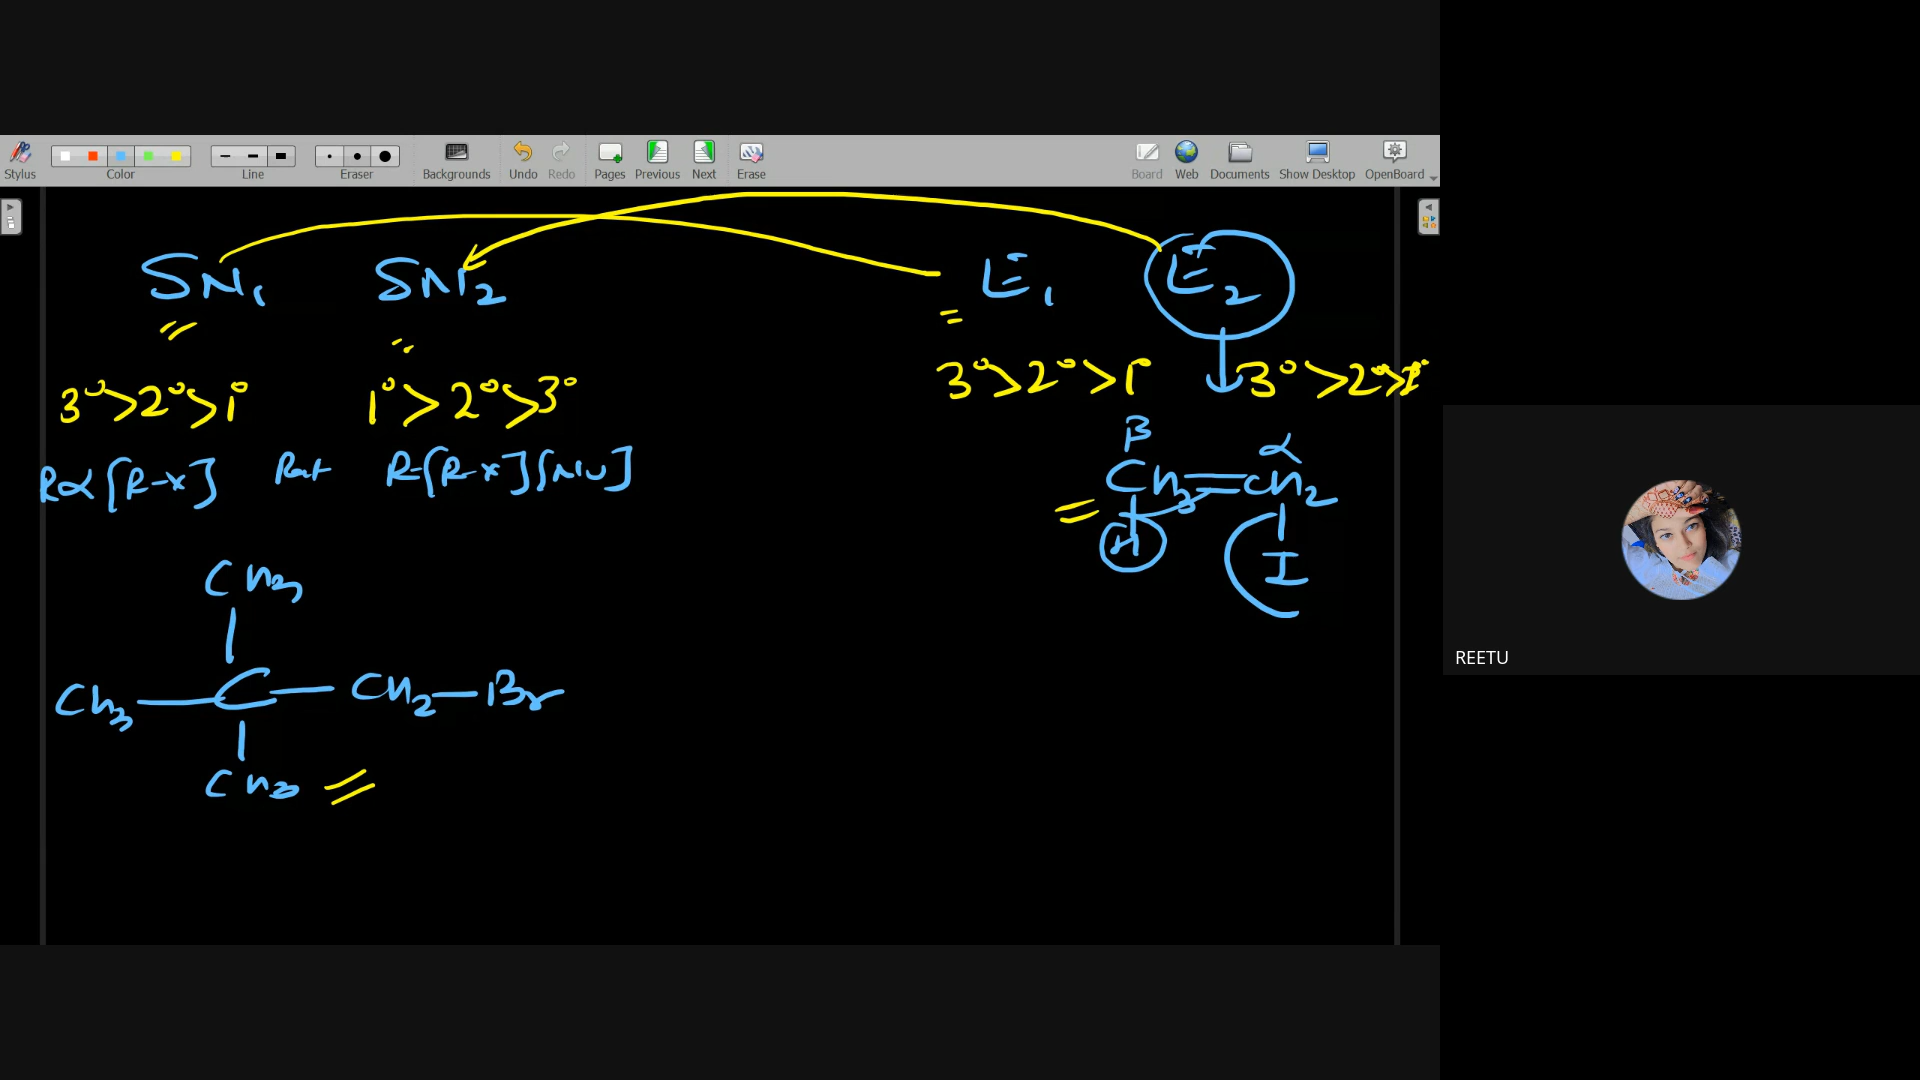 Stylus Color Line Eraser Backgrounds Undo Redo Pages Previous Next Erase Board Web Documents Show Desktop OpenBoard
SN1 SN2 E1 E2
3°>2°>1° 1°>2°>3° 3°>2°>1° 3°>2°>1°
Rα[R-x] Rat R=[R-x][Nu]
β α
CH3=CH2
H I
CH3
CH3—C—CH2—Br
CH3
REETU